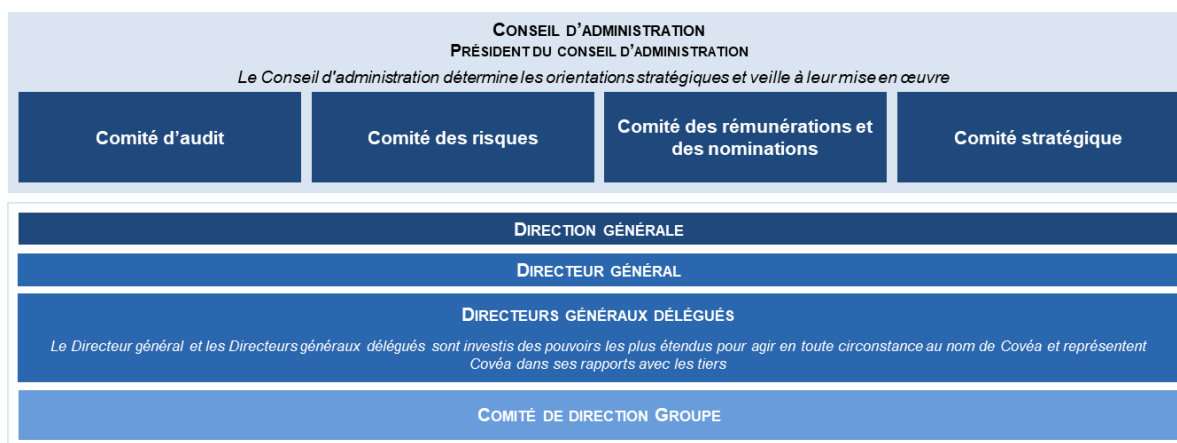 CONSEIL D'ADMINISTRATION
PRÉSIDENT DU CONSEIL D'ADMINISTRATION
Le Conseil d'administration détermine les orientations stratégiques et veille à leur mise en œuvre
Comité d'audit
Comité des risques
Comité des rémunérations et
des nominations
Comité stratégique
DIRECTION GÉNÉRALE
DIRECTEUR GÉNÉRAL
DIRECTEURS GÉNÉRAUX DÉLÉGUÉS
Le Directeur général et les Directeurs généraux délégués sont investis des pouvoirs les plus étendus pour agir en toute circonstance au nom de Covéa et représentent
Covéa dans ses rapports avec les tiers
COMITÉ DE DIRECTION GROUPE